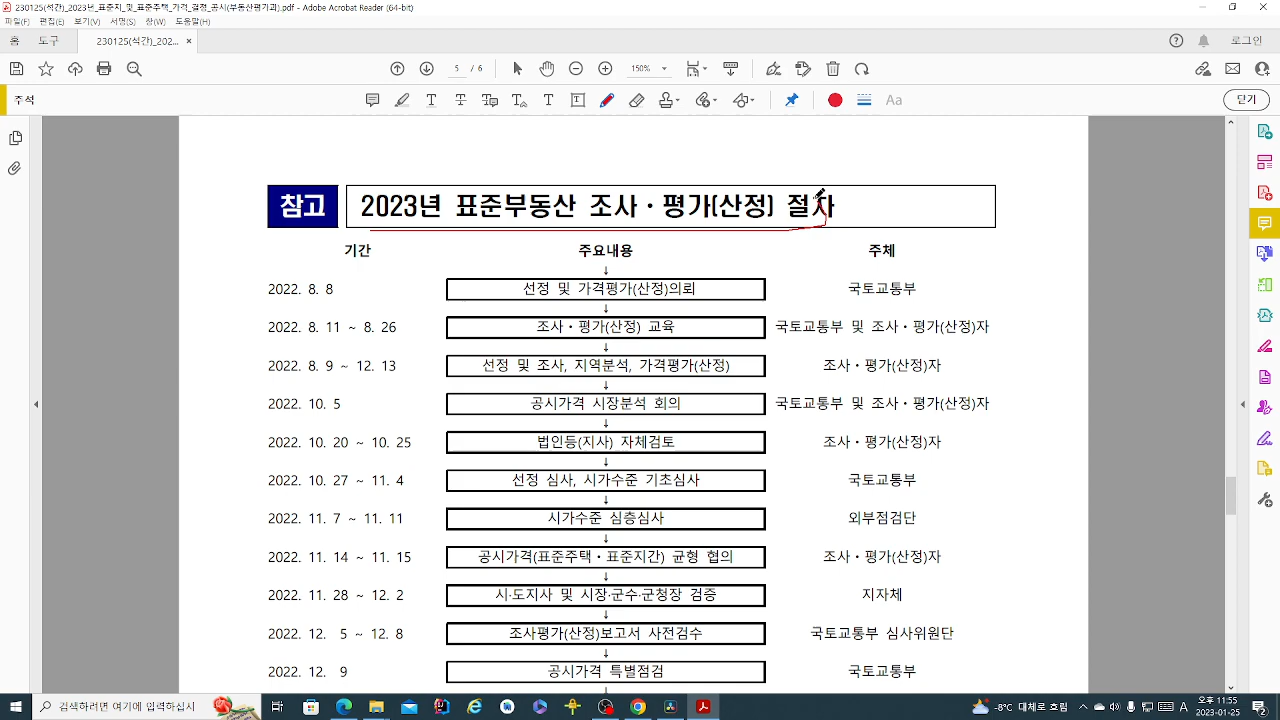 230125(석간)_2023년_표준지_및_표준주택_가격_결정_공시(부동산평가과).pdf - Adobe Acrobat Reader (64-bit)
파일(F) 편집(E) 보기(V) 서명(S) 창(W) 도움말(H)
홈 도구 230125(석간)_202... × 로그인
5 / 6 150%
주석 Aa 닫기
참고 2023년 표준부동산 조사·평가(산정) 절차
기간 주요내용 주체
↓
2022. 8. 8 선정 및 가격평가(산정)의뢰 국토교통부
↓
2022. 8. 11 ~ 8. 26 조사·평가(산정) 교육 국토교통부 및 조사·평가(산정)자
↓
2022. 8. 9 ~ 12. 13 선정 및 조사, 지역분석, 가격평가(산정) 조사·평가(산정)자
↓
2022. 10. 5 공시가격 시장분석 회의 국토교통부 및 조사·평가(산정)자
↓
2022. 10. 20 ~ 10. 25 법인등(지사) 자체검토 조사·평가(산정)자
↓
2022. 10. 27 ~ 11. 4 선정 심사, 시가수준 기초심사 국토교통부
↓
2022. 11. 7 ~ 11. 11 시가수준 심층심사 외부점검단
↓
2022. 11. 14 ~ 11. 15 공시가격(표준주택·표준지간) 균형 협의 조사·평가(산정)자
↓
2022. 11. 28 ~ 12. 2 시·도지사 및 시장·군수·군청장 검증 지자체
↓
2022. 12. 5 ~ 12. 8 조사평가(산정)보고서 사전검수 국토교통부 심사위원단
↓
2022. 12. 9 공시가격 특별점검 국토교통부
↓
검색하려면 여기에 입력하십시 -5°C 대체로 흐림 A 오후 11:55
2023-01-25